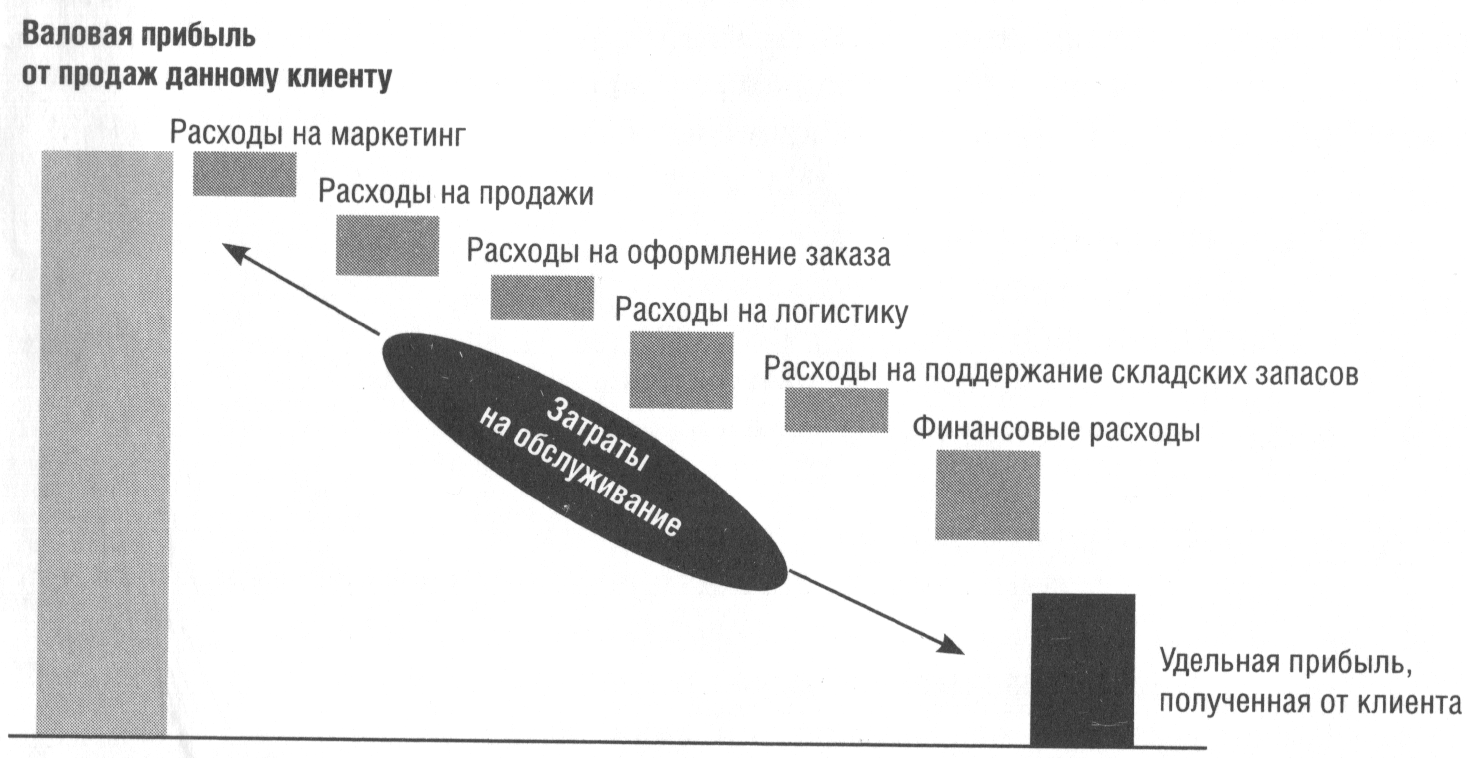 Валовая прибыль
от продаж данному клиенту
Расходы на маркетинг
Расходы на продажи
Расходы на оформление заказа
Расходы на логистику
Расходы на поддержание складских запасов
Финансовые расходы
Затраты
на обслуживание
Удельная прибыль,
полученная от клиента